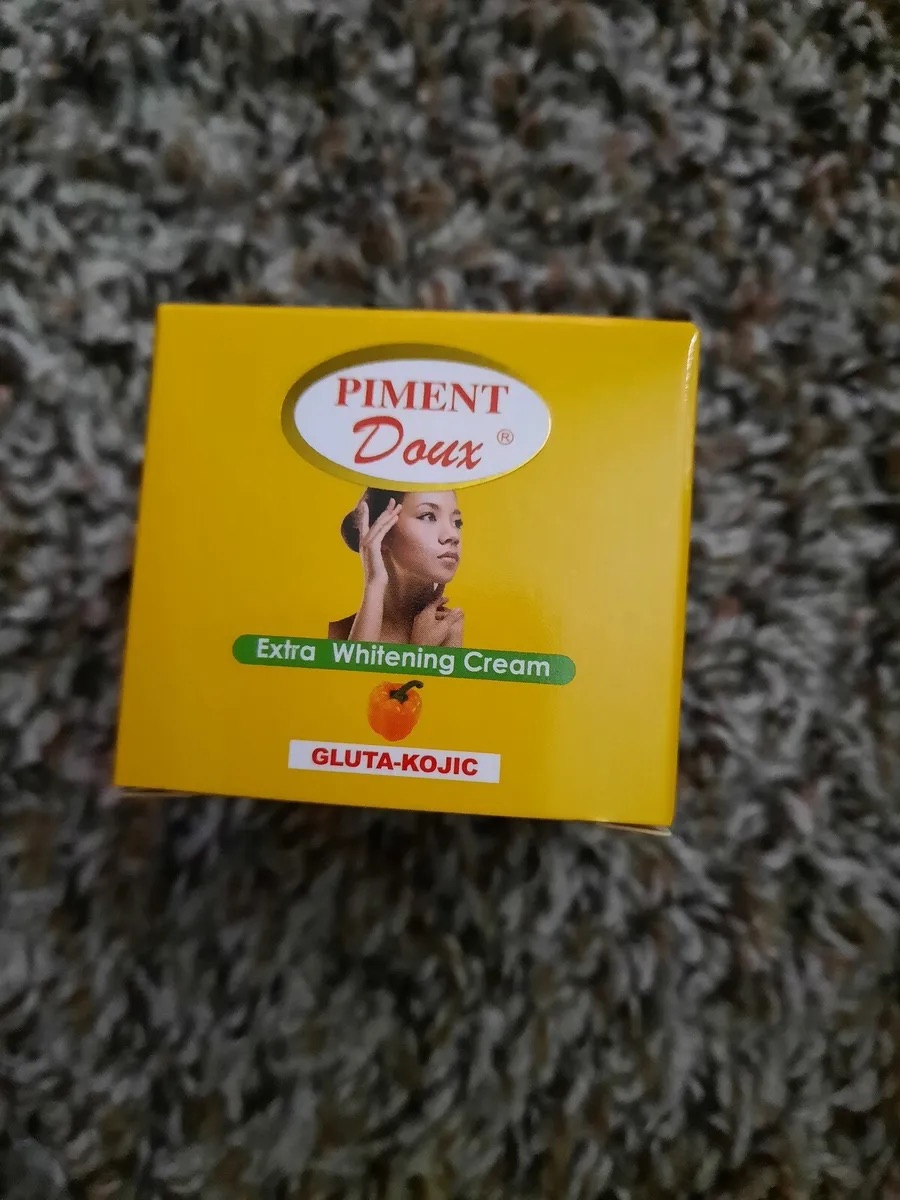 PIMENT
Doux ®
Extra Whitening Cream
GLUTA-KOJIC